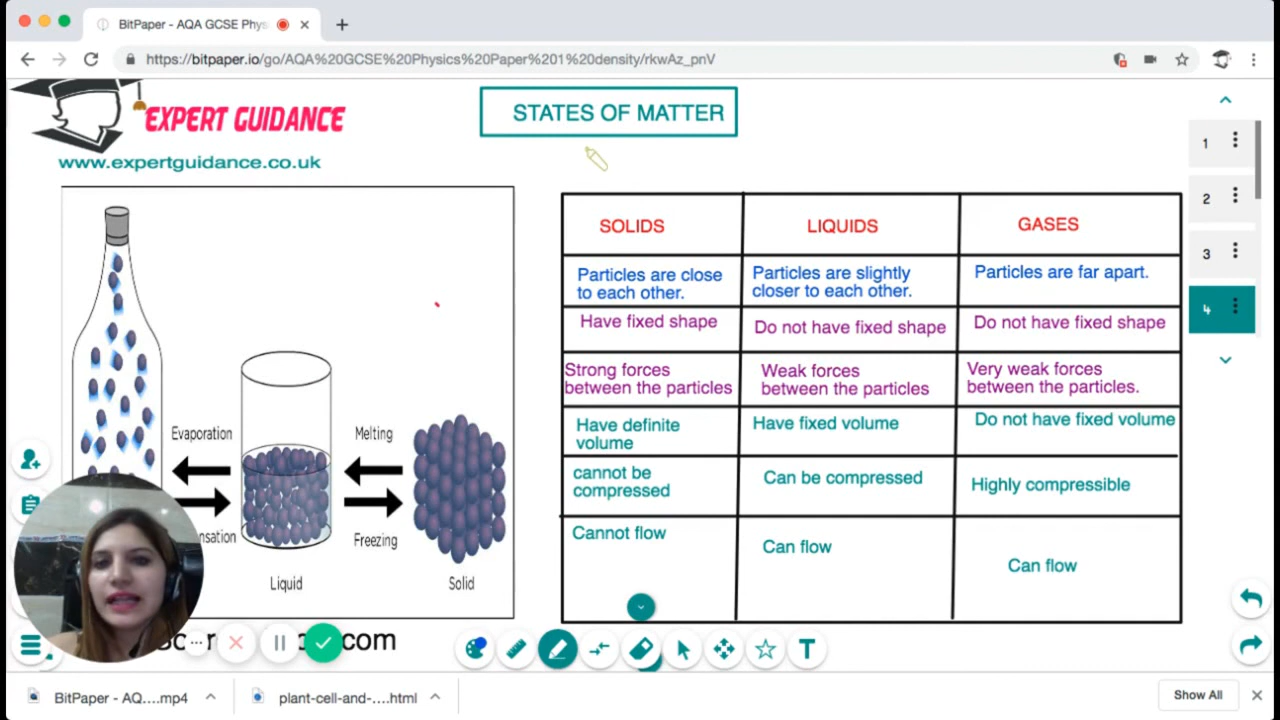 BitPaper - AQA GCSE Phys
https://bitpaper.io/go/AQA%20GCSE%20Physics%20Paper%201%20density/rkwAz_pnV
EXPERT GUIDANCE
www.expertguidance.co.uk
STATES OF MATTER
1
2
3
4
SOLIDS
LIQUIDS
GASES
Particles are close
to each other.
Particles are slightly
closer to each other.
Particles are far apart.
Have fixed shape
Do not have fixed shape
Do not have fixed shape
Strong forces
between the particles
Weak forces
between the particles
Very weak forces
between the particles.
Have definite
volume
Have fixed volume
Do not have fixed volume
cannot be
compressed
Can be compressed
Highly compressible
Cannot flow
Can flow
Can flow
Evaporation
Melting
nsation
Freezing
Liquid
Solid
com
T
BitPaper - AQ....mp4
plant-cell-and-....html
Show All